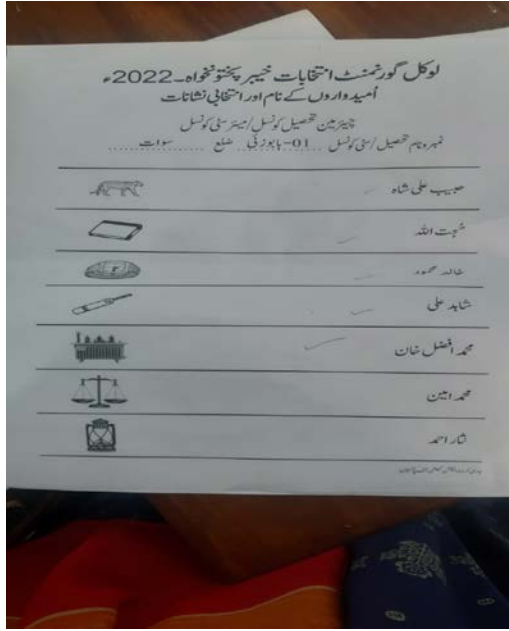 لوکل گورنمنٹ انتخابات خیبر پختونخواہ۔2022ء
اُمیدواروں کے نام اور انتخابی نشانات
چیئرمین تحصیل کونسل/میئر سٹی کونسل
نمبر و نام تحصیل/سٹی کونسل ...01-بابوزئی... ضلع .........سوات.........
حبیب علی شاہ
حُجت اللہ
خالد محمود
شاہد علی
محمد افضل خان
محمد امین
نثار احمد